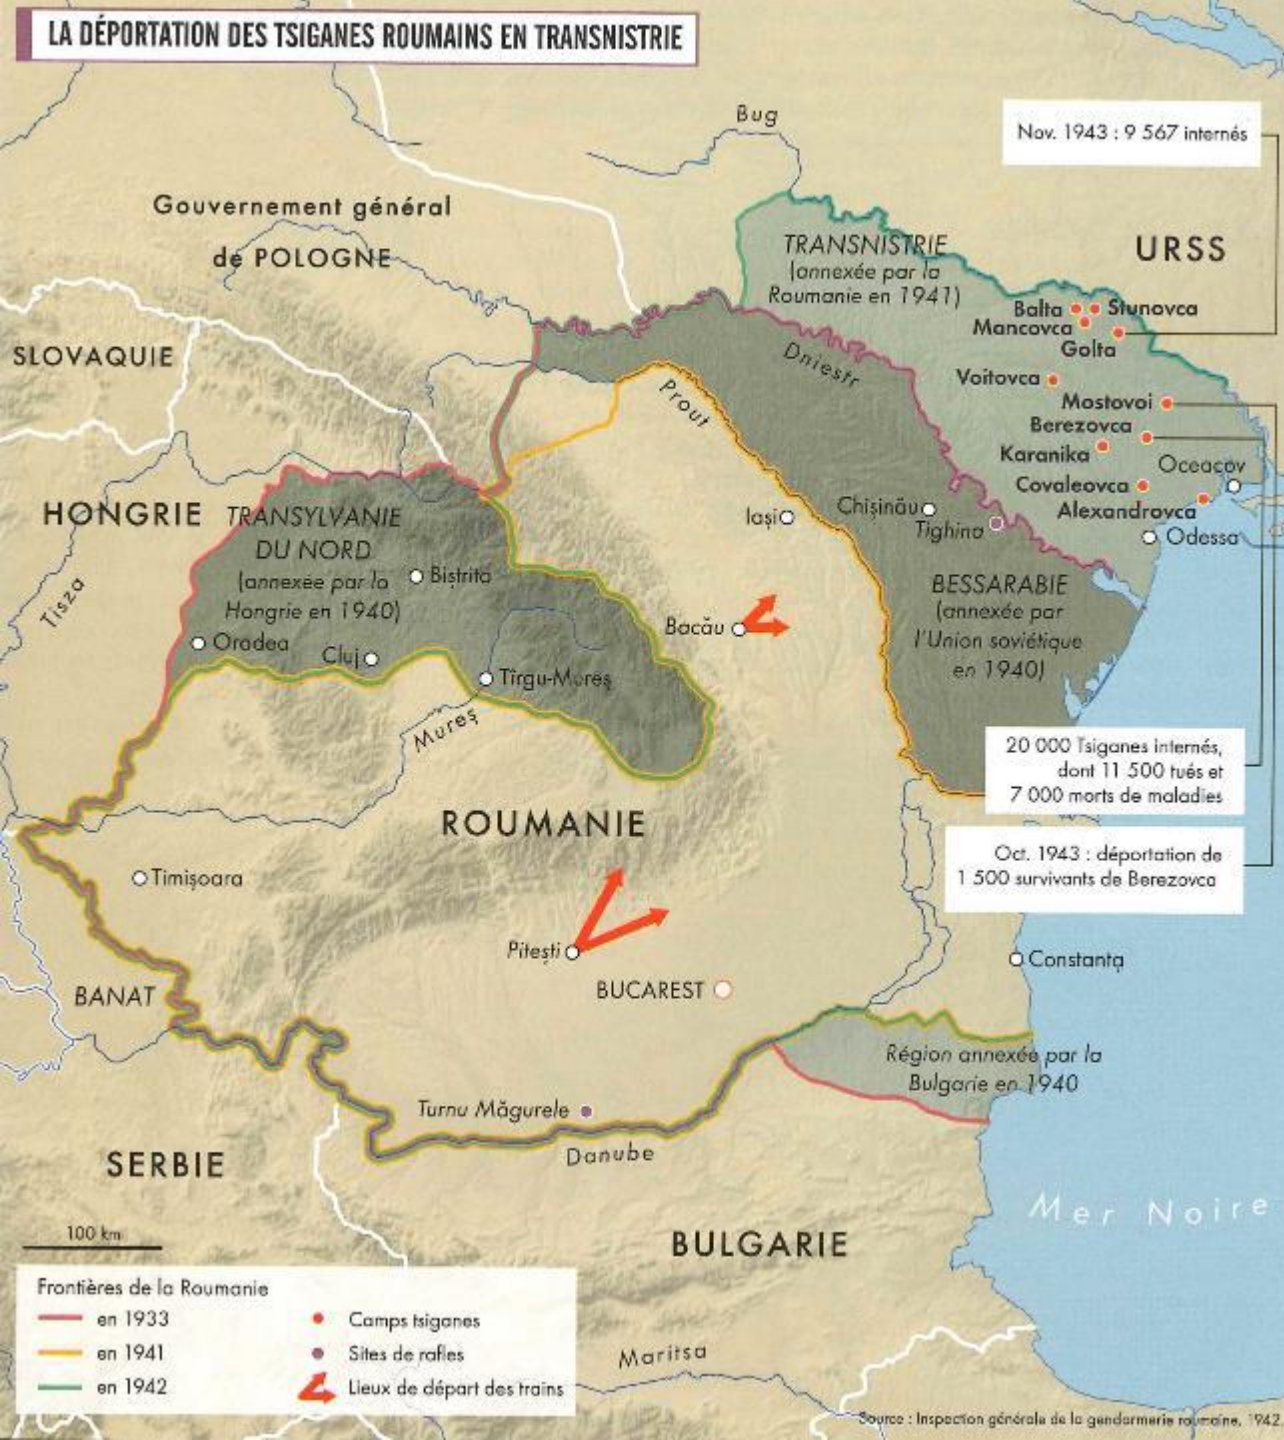 LA DÉPORTATION DES TSIGANES ROUMAINS EN TRANSNISTRIE
Bug
Nov. 1943 : 9 567 internés
Gouvernement général
de POLOGNE
TRANSNISTRIE
(annexée par la
Roumanie en 1941)
URSS
Balta
Stunovca
Mancovca
Golta
SLOVAQUIE
Dniestr
Prout
Voitovca
Mostovoi
Berezovca
Karanika
Oceacov
Covaleovca
Alexandrovca
Odessa
HONGRIE
TRANSYLVANIE
DU NORD
(annexée par la
Hongrie en 1940)
Bistrita
Iași
Chișinău
Tighina
Tisza
BESSARABIE
(annexée par
l'Union soviétique
en 1940)
Bacău
Oradea
Cluj
Tîrgu-Mureș
Mureș
20 000 Tsiganes internés,
dont 11 500 tués et
7 000 morts de maladies
ROUMANIE
Oct. 1943 : déportation de
1 500 survivants de Berezovca
Timișoara
Pitești
Constanța
BUCAREST
BANAT
Région annexée par la
Bulgarie en 1940
Turnu Măgurele
Danube
SERBIE
Mer Noire
100 km
BULGARIE
Frontières de la Roumanie
en 1933
en 1941
en 1942
Camps tsiganes
Sites de rafles
Lieux de départ des trains
Maritsa
Source : Inspection générale de la gendarmerie roumaine, 1942.